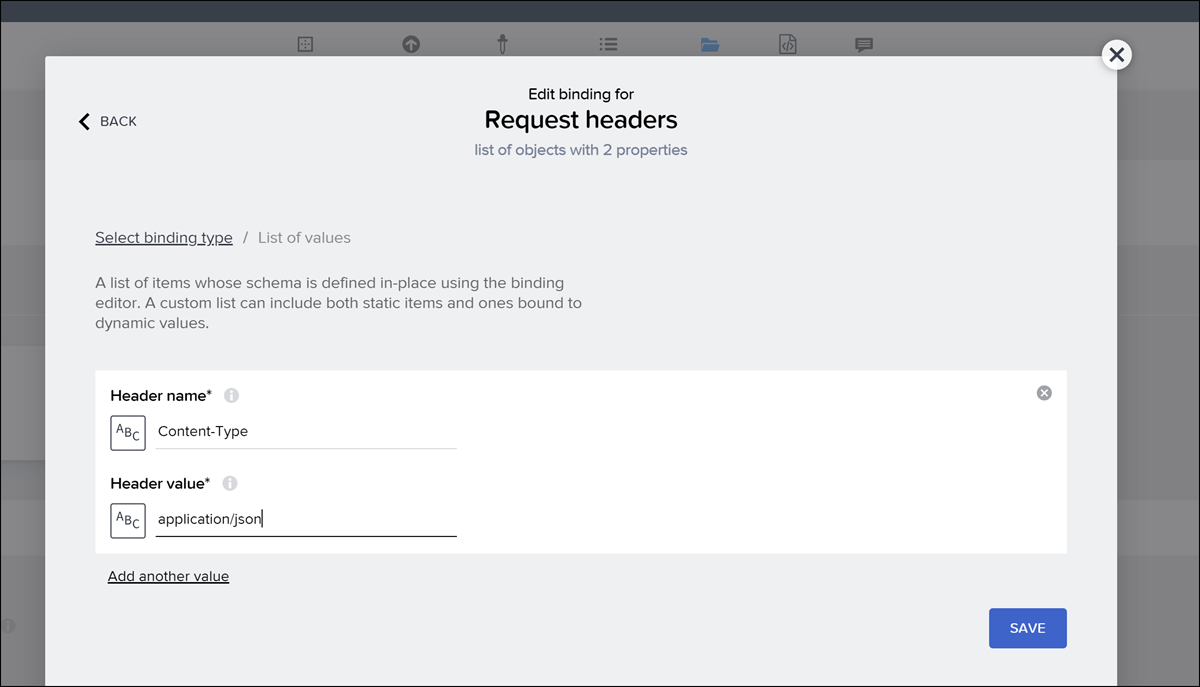 Edit binding for
BACK
Request headers
list of objects with 2 properties
Select binding type / List of values
A list of items whose schema is defined in-place using the binding
editor. A custom list can include both static items and ones bound to
dynamic values.
Header name*
ABC Content-Type
Header value*
ABC application/json
Add another value
SAVE